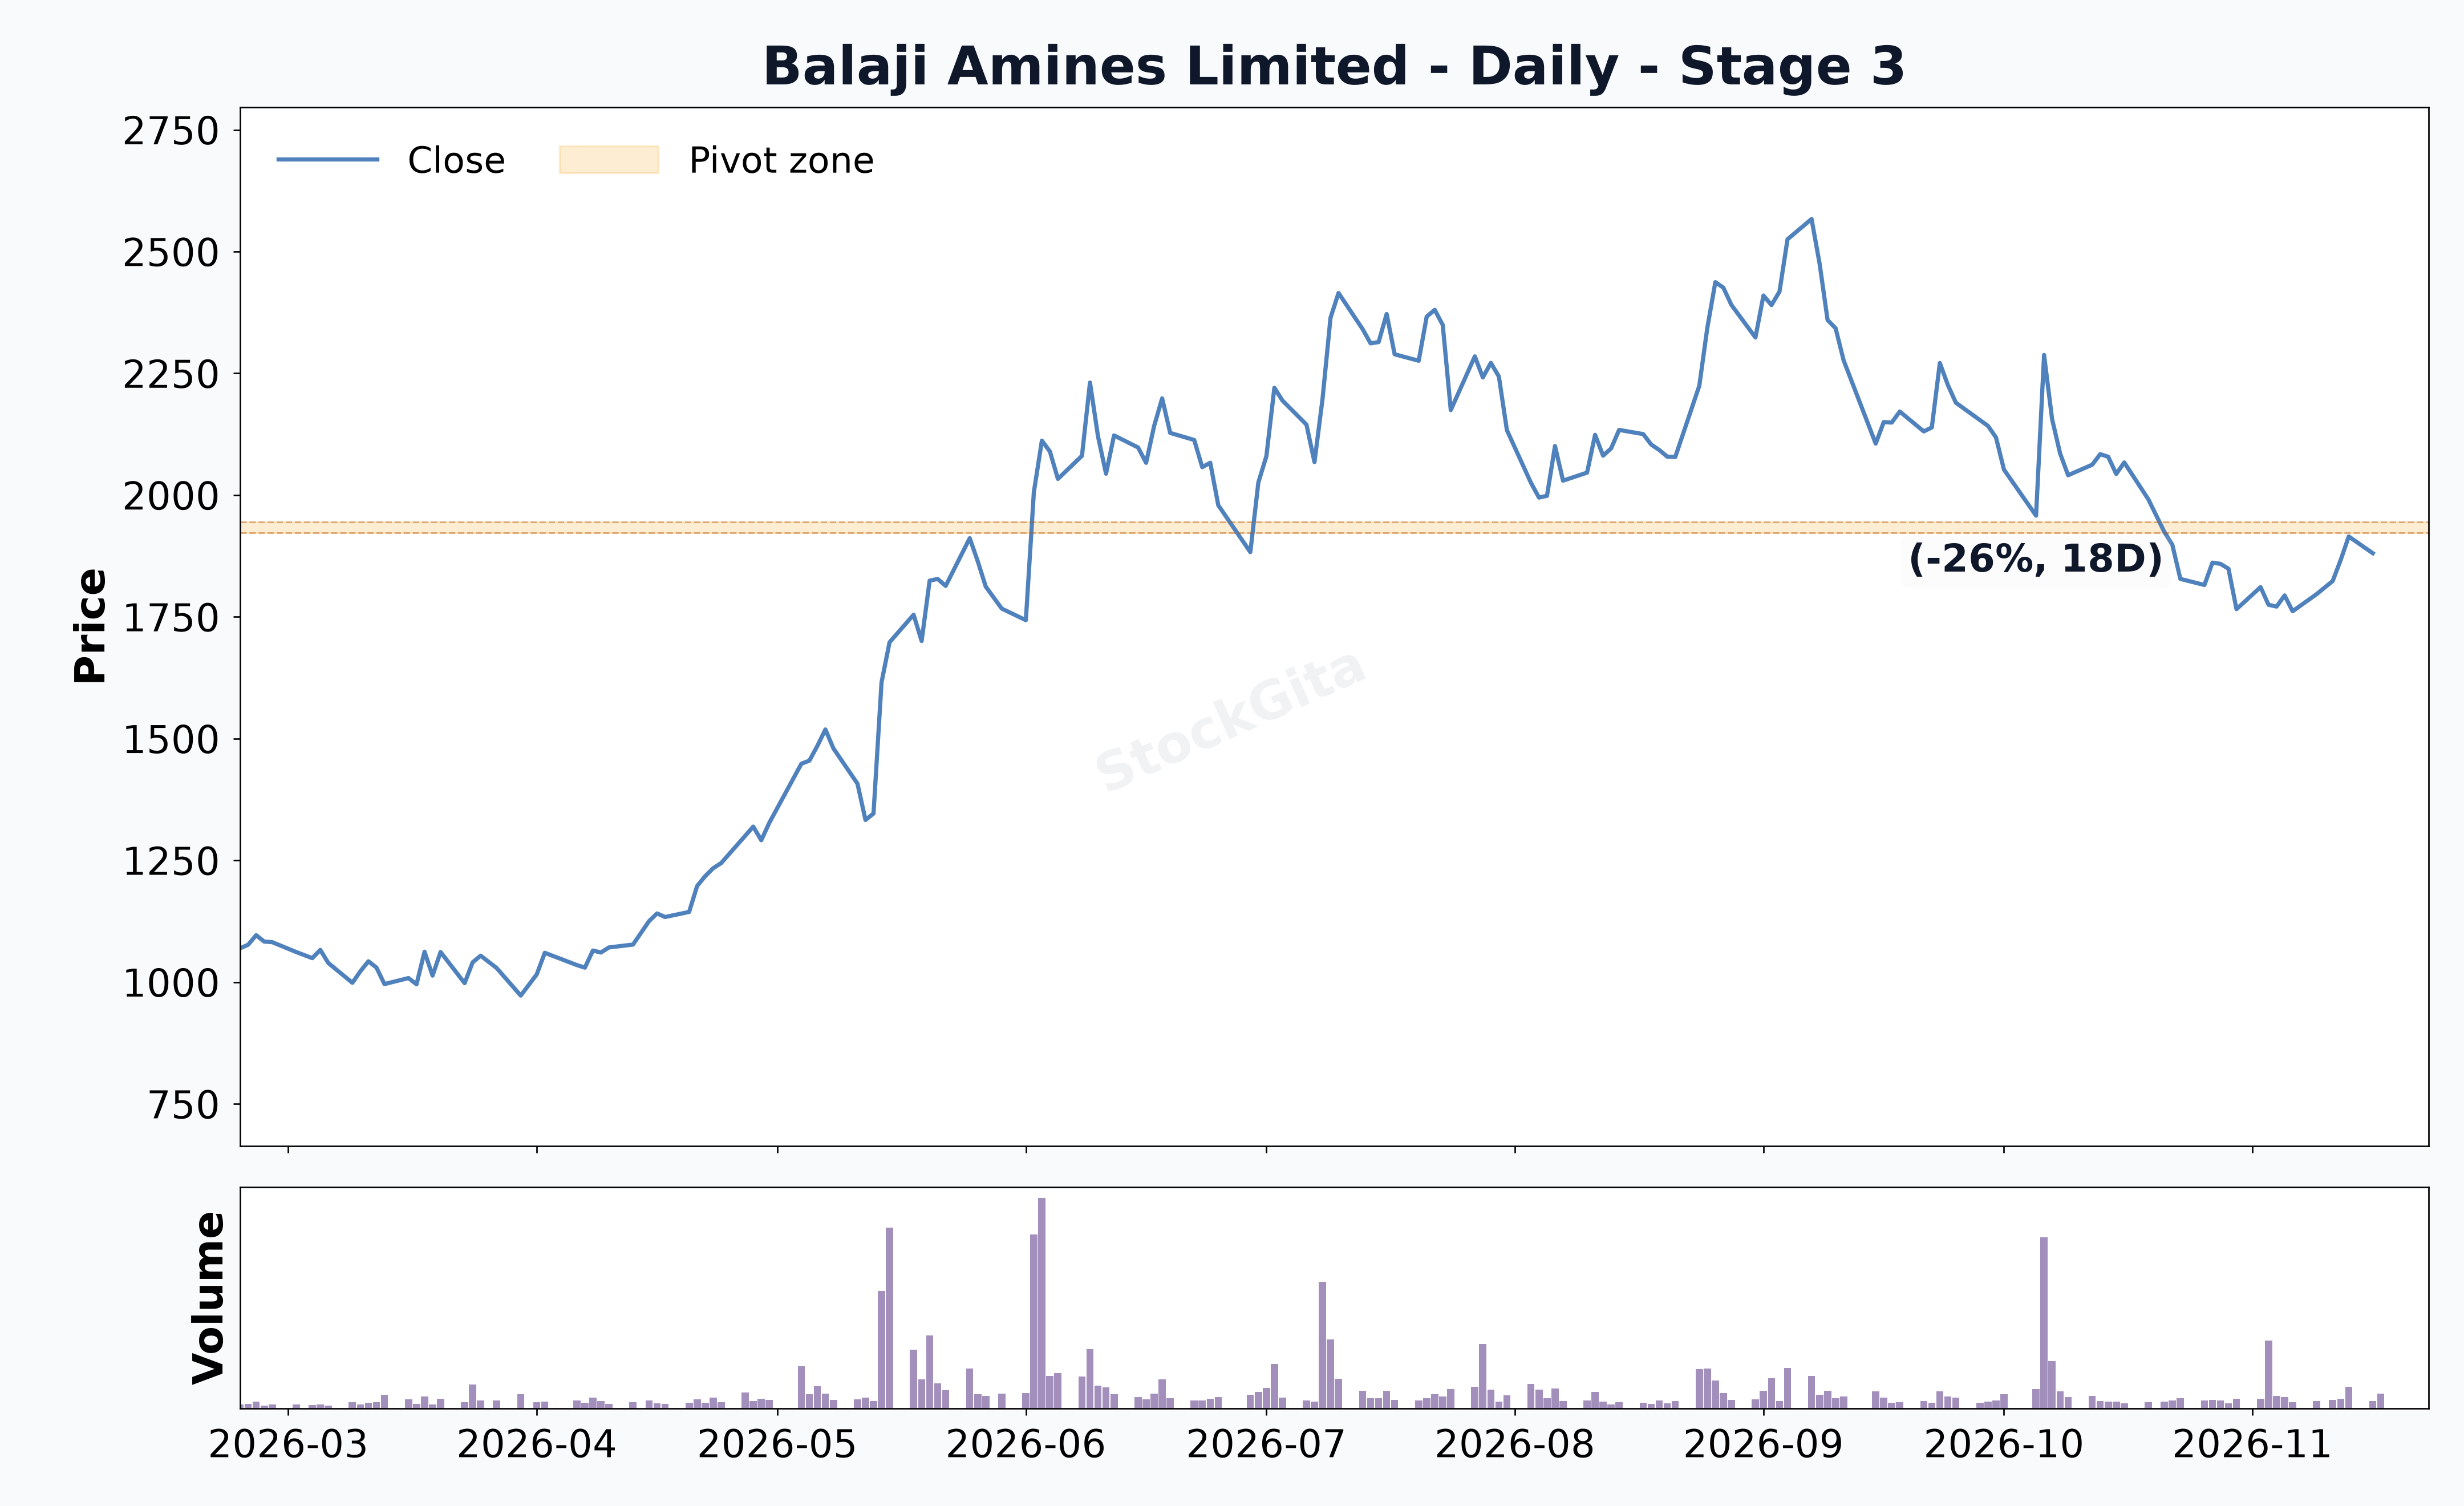 Balaji Amines Limited - Daily - Stage 3
Close
Pivot zone
2750
2500
2250
2000
1750
1500
1250
1000
750
Price
(-26%, 18D)
StockGita
Volume
2026-03
2026-04
2026-05
2026-06
2026-07
2026-08
2026-09
2026-10
2026-11